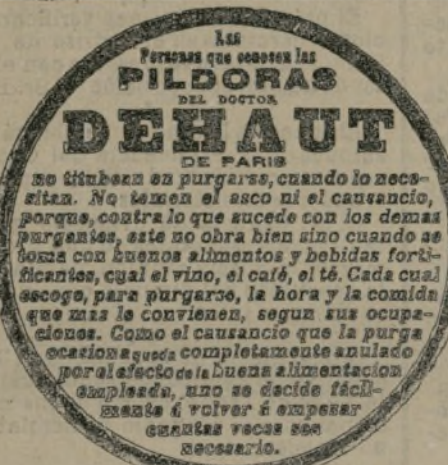 Las
Personas que conocen las
PILDORAS
DEL DOCTOR
DEHAUT
DE PARIS
no titubean en purgarse, cuando lo nece-
sitan. No temen el asco ni el causancio,
porque, contra lo que sucede con los demas
purgantes, este no obra bien sino cuando se
toma con buenos alimentos y bebidas forti-
ficantes, cual el vino, el café, el té. Cada cual
escoge, para purgarse, la hora y la comida
que mas le convienen, segun sus ocupa-
ciones. Como el causancio que la purga
ocasiona queda completamente anulado
por el efecto de la buena alimentacion
empleada, uno se decide fácil-
mente á volver á empezar
cuantas veces sea
necesario.